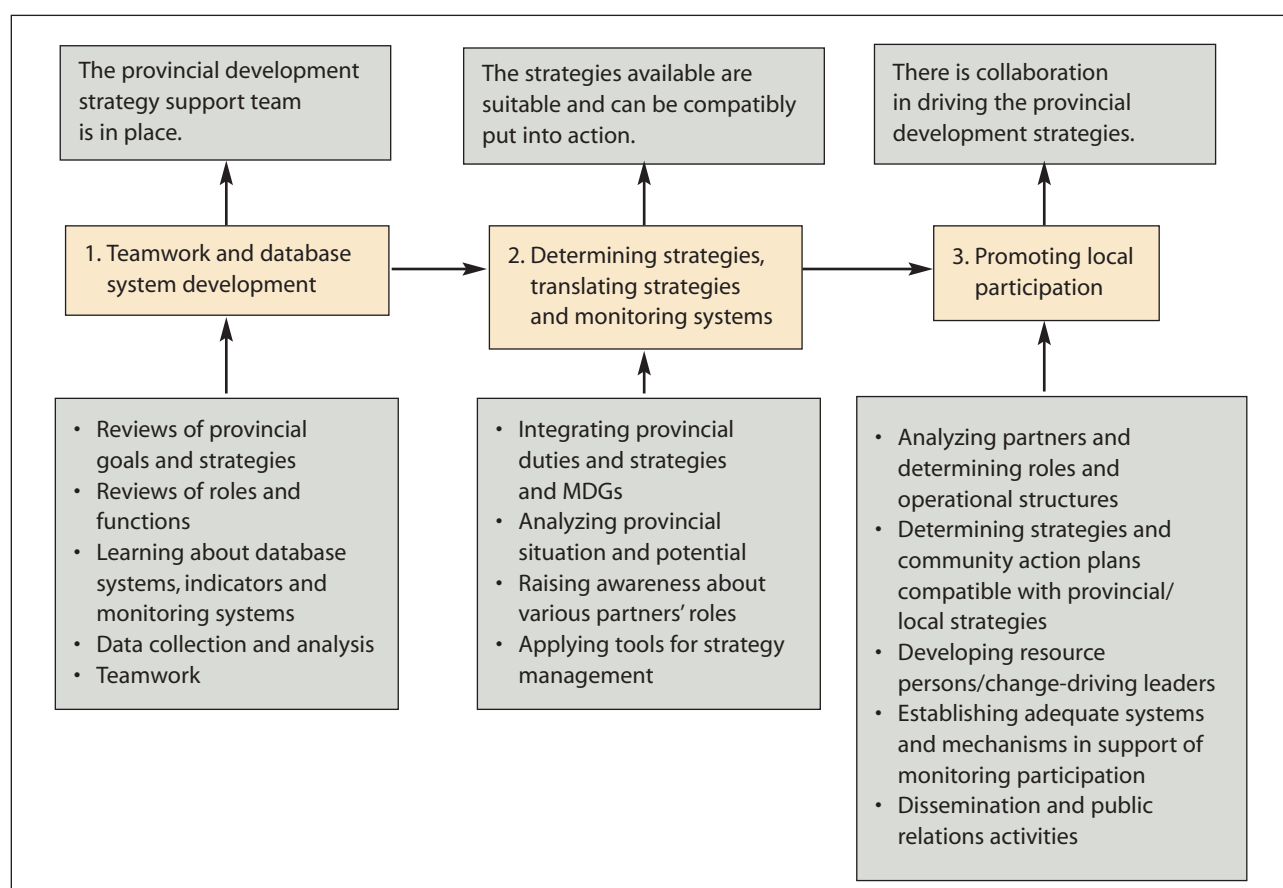 The provincial development
strategy support team
is in place.
The strategies available are
suitable and can be compatibly
put into action.
There is collaboration
in driving the provincial
development strategies.
1. Teamwork and database
system development
2. Determining strategies,
translating strategies
and monitoring systems
3. Promoting local
participation
• Reviews of provincial
goals and strategies
• Reviews of roles and
functions
• Learning about database
systems, indicators and
monitoring systems
• Data collection and analysis
• Teamwork
• Integrating provincial
duties and strategies
and MDGs
• Analyzing provincial
situation and potential
• Raising awareness about
various partners’ roles
• Applying tools for strategy
management
• Analyzing partners and
determining roles and
operational structures
• Determining strategies and
community action plans
compatible with provincial/
local strategies
• Developing resource
persons/change-driving leaders
• Establishing adequate systems
and mechanisms in support of
monitoring participation
• Dissemination and public
relations activities